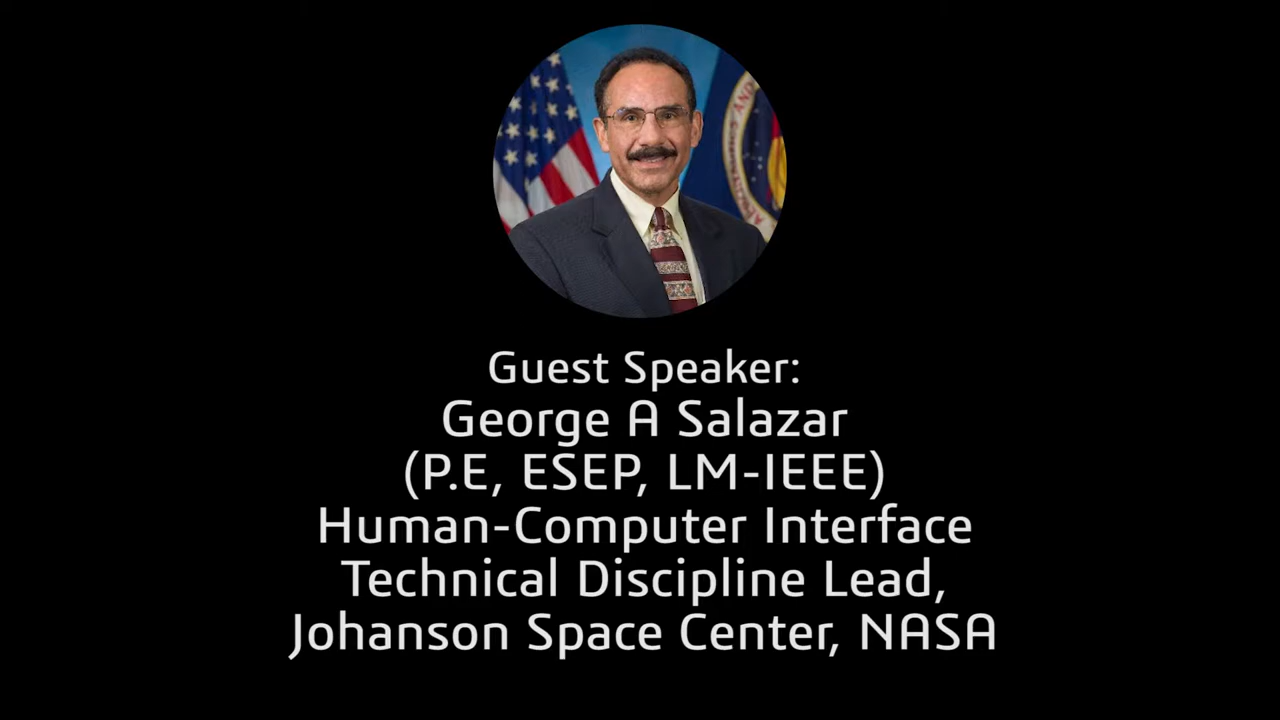 Guest Speaker:
George A Salazar
(P.E, ESEP, LM-IEEE)
Human-Computer Interface
Technical Discipline Lead,
Johanson Space Center, NASA